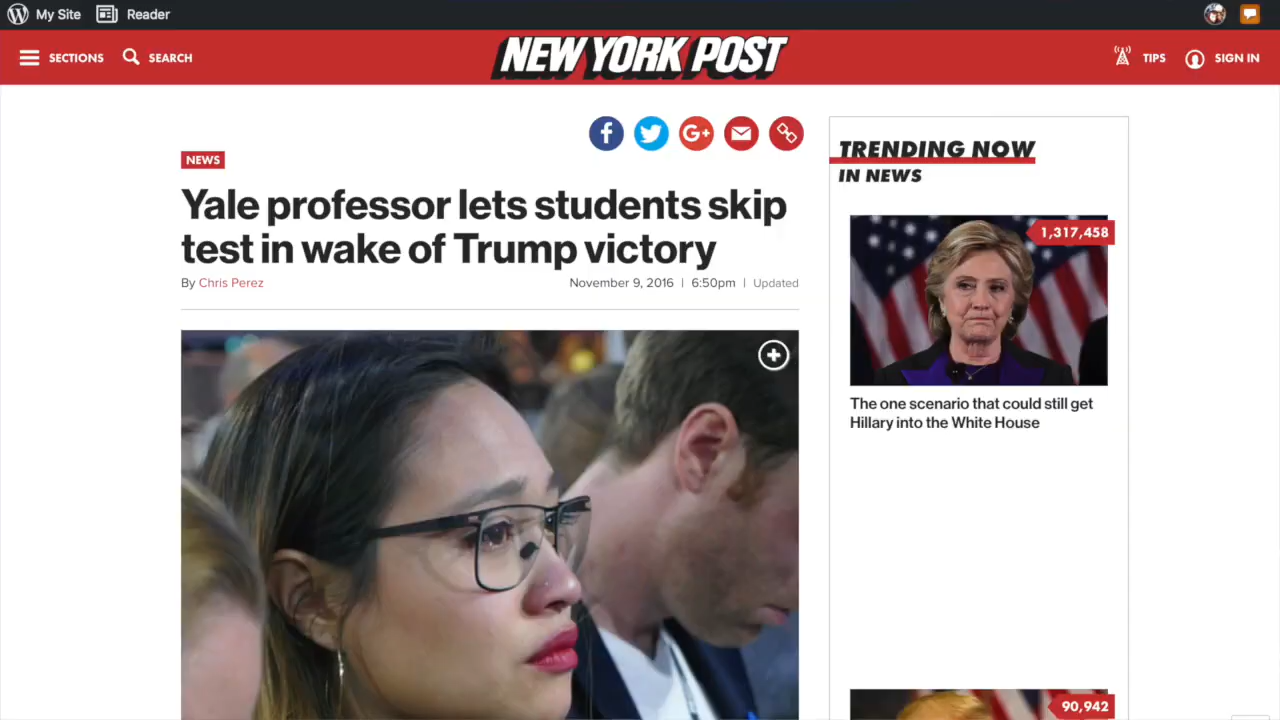 My Site
Reader
SECTIONS
SEARCH
NEW YORK POST
TIPS
SIGN IN
NEWS
Yale professor lets students skip
test in wake of Trump victory
By Chris Perez
November 9, 2016 | 6:50pm | Updated
TRENDING NOW
IN NEWS
1,317,458
The one scenario that could still get
Hillary into the White House
90,942